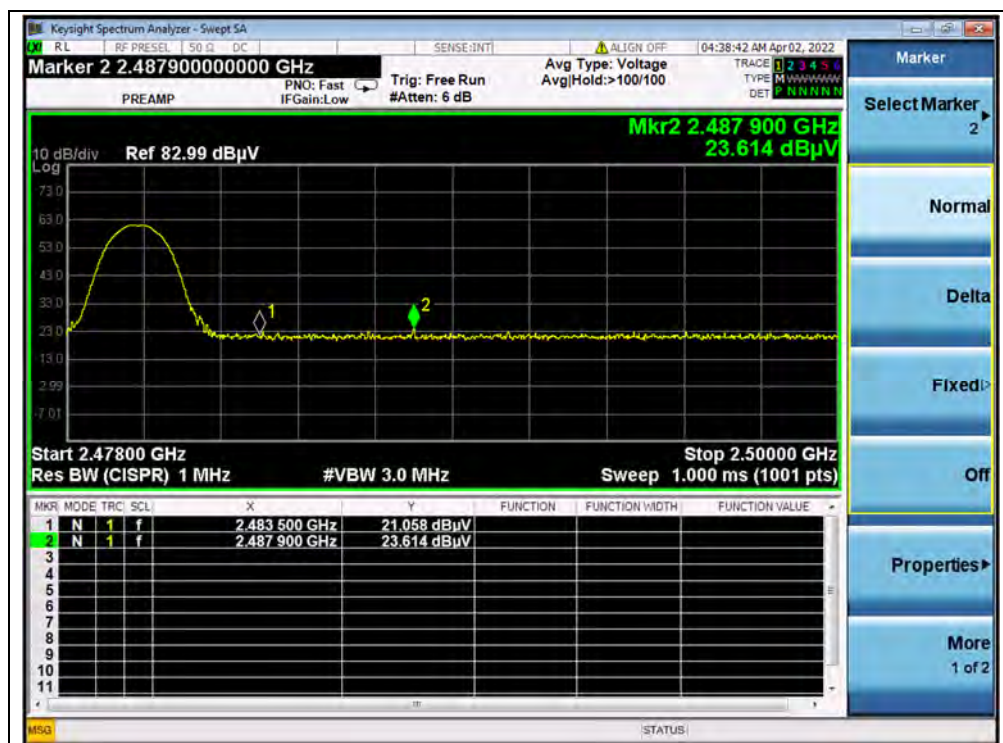 Keysight Spectrum Analyzer - Swept SA
RL RF PRESEL 50 Ω DC SENSE:INT ALIGN OFF 04:38:42 AM Apr 02, 2022
Marker 2 2.487900000000 GHz
PREAMP
PNO: Fast
IFGain:Low
Trig: Free Run
#Atten: 6 dB
Avg Type: Voltage
Avg|Hold:>100/100
TRACE 1 2 3 4 5 6
TYPE M WWWWW
DET P N N N N N
Mkr2 2.487 900 GHz
23.614 dBµV
10 dB/div Ref 82.99 dBµV
Log
73.0
63.0
53.0
43.0
33.0
23.0
13.0
2.99
-7.01
1
2
Start 2.47800 GHz Stop 2.50000 GHz
Res BW (CISPR) 1 MHz #VBW 3.0 MHz Sweep 1.000 ms (1001 pts)
MKR MODE TRC SCL X Y FUNCTION FUNCTION WIDTH FUNCTION VALUE
1 N 1 f 2.483 500 GHz 21.058 dBµV
2 N 1 f 2.487 900 GHz 23.614 dBµV
3
4
5
6
7
8
9
10
11
MSG STATUS
Marker
Select Marker
2
Normal
Delta
Fixed
Off
Properties
More
1 of 2